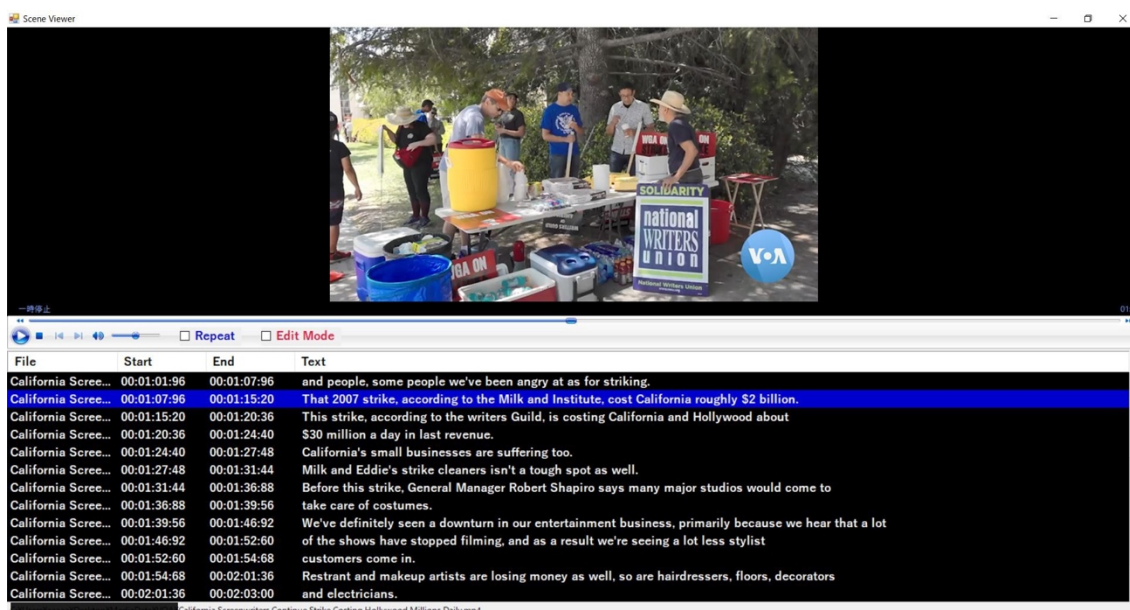 Scene Viewer
WGA ON
ON
SOLIDARITY
national
WRITERS
UNION
National Writers Union
WGA ON
VOA
一時停止
Repeat
Edit Mode
File Start End Text
California Scree... 00:01:01:96 00:01:07:96 and people, some people we've been angry at as for striking.
California Scree... 00:01:07:96 00:01:15:20 That 2007 strike, according to the Milk and Institute, cost California roughly $2 billion.
California Scree... 00:01:15:20 00:01:20:36 This strike, according to the writers Guild, is costing California and Hollywood about
California Scree... 00:01:20:36 00:01:24:40 $30 million a day in last revenue.
California Scree... 00:01:24:40 00:01:27:48 California's small businesses are suffering too.
California Scree... 00:01:27:48 00:01:31:44 Milk and Eddie's strike cleaners isn't a tough spot as well.
California Scree... 00:01:31:44 00:01:36:88 Before this strike, General Manager Robert Shapiro says many major studios would come to
California Scree... 00:01:36:88 00:01:39:56 take care of costumes.
California Scree... 00:01:39:56 00:01:46:92 We've definitely seen a downturn in our entertainment business, primarily because we hear that a lot
California Scree... 00:01:46:92 00:01:52:60 of the shows have stopped filming, and as a result we're seeing a lot less stylist
California Scree... 00:01:52:60 00:01:54:68 customers come in.
California Scree... 00:01:54:68 00:02:01:36 Restrant and makeup artists are losing money as well, so are hairdressers, floors, decorators
California Scree... 00:02:01:36 00:02:03:00 and electricians.
California Screenwriters Continue Strike Costing Hollywood Millions Daily.mp4